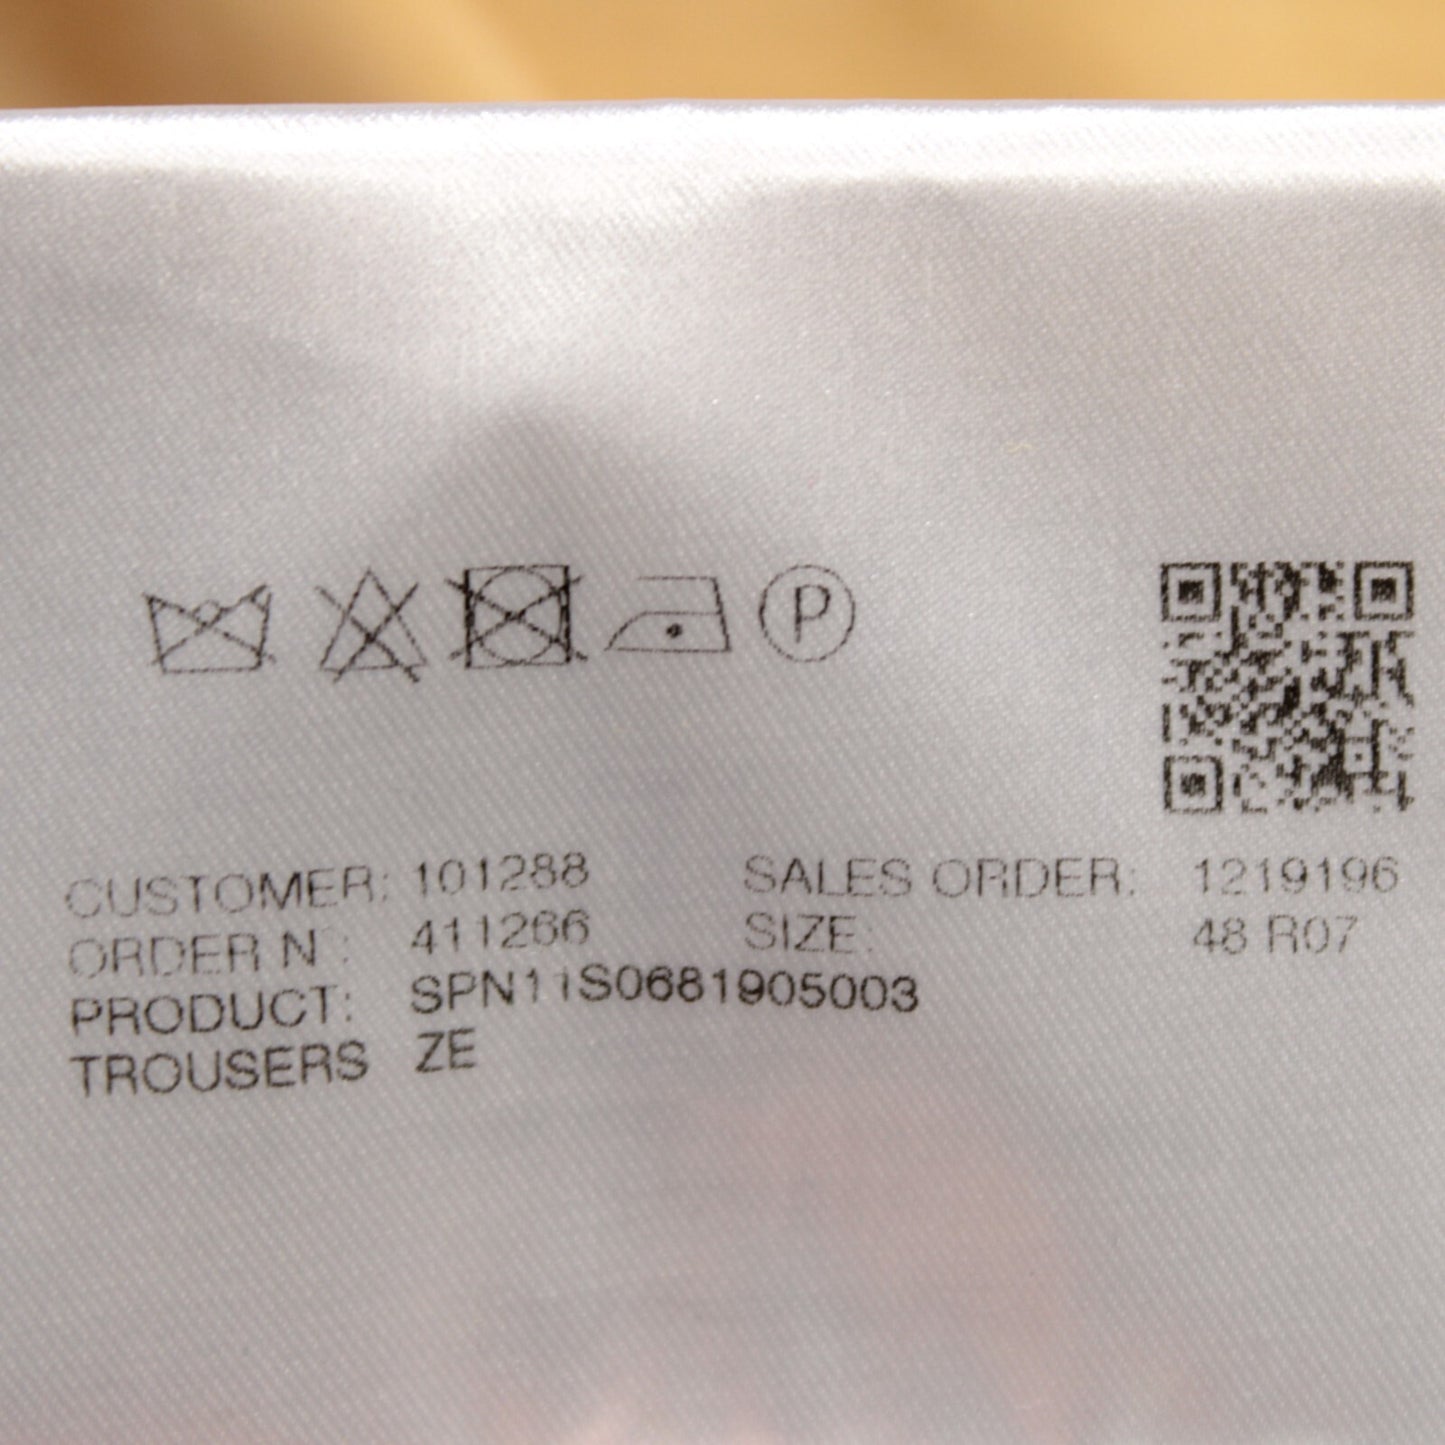 P
CUSTOMER: 101288 SALES ORDER: 1219196
ORDER N°: 411266 SIZE: 48 R07
PRODUCT: SPN11S0681905003
TROUSERS ZE